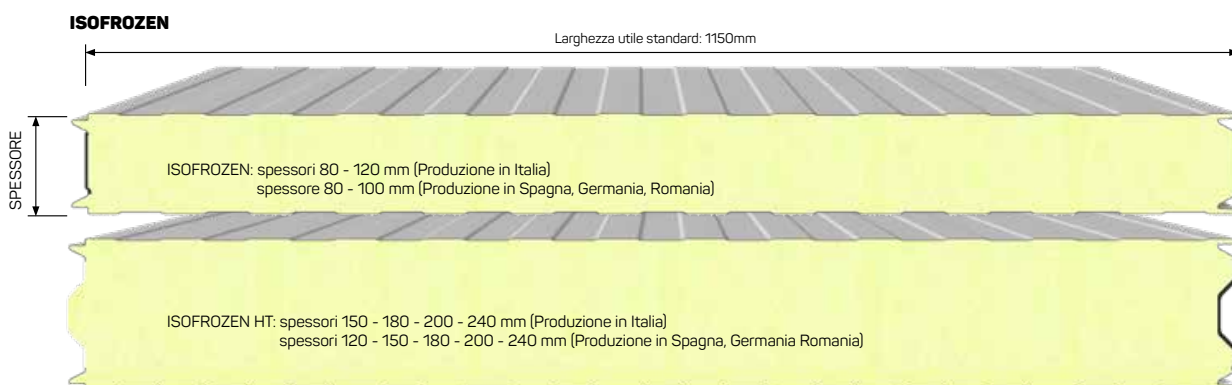 ISOFROZEN
Larghezza utile standard: 1150mm
SPESSORE
ISOFROZEN: spessori 80 - 120 mm (Produzione in Italia)
spessore 80 - 100 mm (Produzione in Spagna, Germania, Romania)
ISOFROZEN HT: spessori 150 - 180 - 200 - 240 mm (Produzione in Italia)
spessori 120 - 150 - 180 - 200 - 240 mm (Produzione in Spagna, Germania Romania)